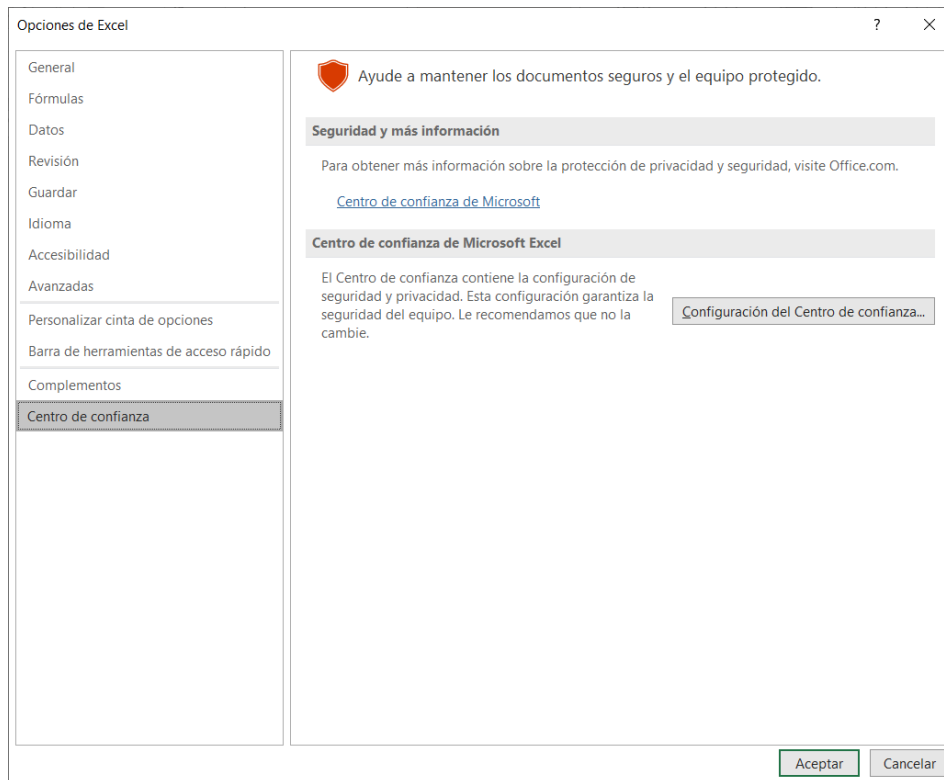 Opciones de Excel
?
General
Fórmulas
Datos
Revisión
Guardar
Idioma
Accesibilidad
Avanzadas
Personalizar cinta de opciones
Barra de herramientas de acceso rápido
Complementos
Centro de confianza
Ayude a mantener los documentos seguros y el equipo protegido.
Seguridad y más información
Para obtener más información sobre la protección de privacidad y seguridad, visite Office.com.
Centro de confianza de Microsoft
Centro de confianza de Microsoft Excel
El Centro de confianza contiene la configuración de
seguridad y privacidad. Esta configuración garantiza la
seguridad del equipo. Le recomendamos que no la
cambie.
Configuración del Centro de confianza...
Aceptar
Cancelar